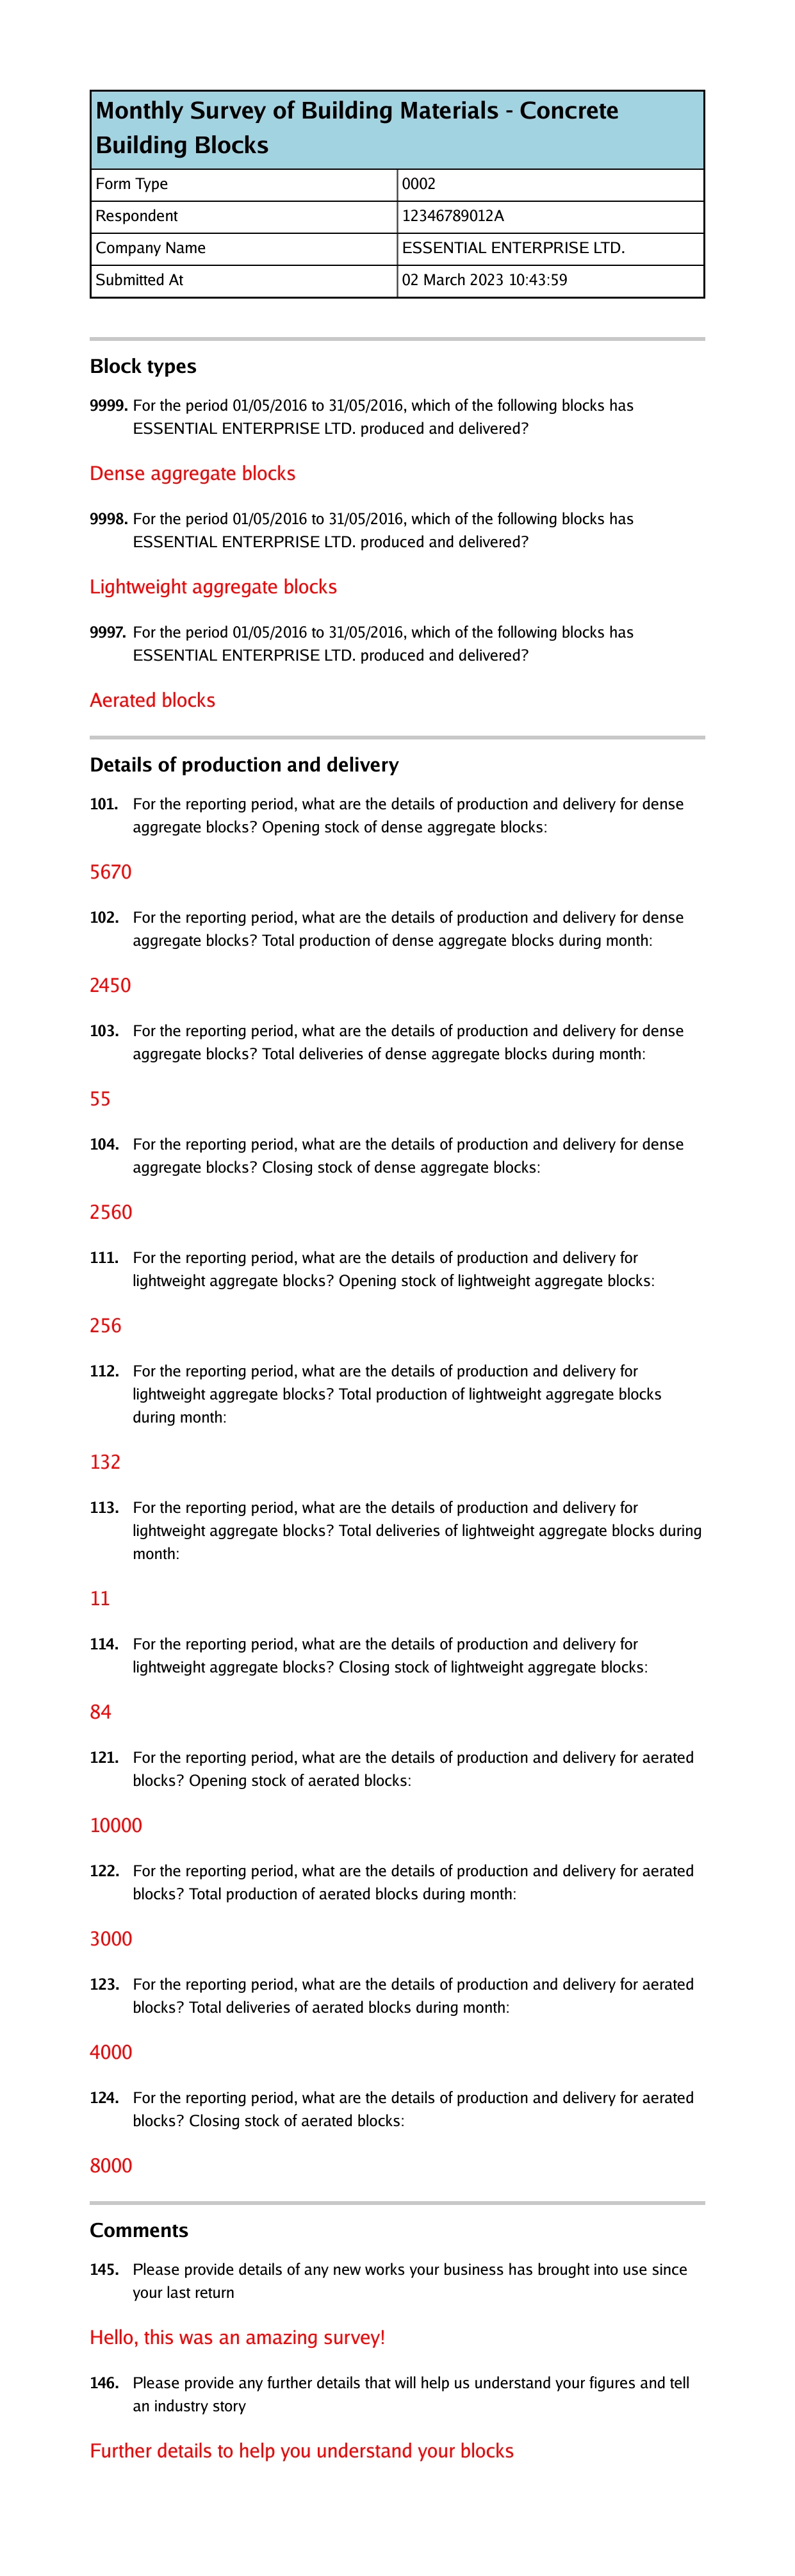 Monthly Survey of Building Materials - Concrete
Building Blocks
Form Type 0002
Respondent 12346789012A
Company Name ESSENTIAL ENTERPRISE LTD.
Submitted At 02 March 2023 10:43:59
Block types
9999. For the period 01/05/2016 to 31/05/2016, which of the following blocks has
ESSENTIAL ENTERPRISE LTD. produced and delivered?
Dense aggregate blocks
9998. For the period 01/05/2016 to 31/05/2016, which of the following blocks has
ESSENTIAL ENTERPRISE LTD. produced and delivered?
Lightweight aggregate blocks
9997. For the period 01/05/2016 to 31/05/2016, which of the following blocks has
ESSENTIAL ENTERPRISE LTD. produced and delivered?
Aerated blocks
Details of production and delivery
101. For the reporting period, what are the details of production and delivery for dense
aggregate blocks? Opening stock of dense aggregate blocks:
5670
102. For the reporting period, what are the details of production and delivery for dense
aggregate blocks? Total production of dense aggregate blocks during month:
2450
103. For the reporting period, what are the details of production and delivery for dense
aggregate blocks? Total deliveries of dense aggregate blocks during month:
55
104. For the reporting period, what are the details of production and delivery for dense
aggregate blocks? Closing stock of dense aggregate blocks:
2560
111. For the reporting period, what are the details of production and delivery for
lightweight aggregate blocks? Opening stock of lightweight aggregate blocks:
256
112. For the reporting period, what are the details of production and delivery for
lightweight aggregate blocks? Total production of lightweight aggregate blocks
during month:
132
113. For the reporting period, what are the details of production and delivery for
lightweight aggregate blocks? Total deliveries of lightweight aggregate blocks during
month:
11
114. For the reporting period, what are the details of production and delivery for
lightweight aggregate blocks? Closing stock of lightweight aggregate blocks:
84
121. For the reporting period, what are the details of production and delivery for aerated
blocks? Opening stock of aerated blocks:
10000
122. For the reporting period, what are the details of production and delivery for aerated
blocks? Total production of aerated blocks during month:
3000
123. For the reporting period, what are the details of production and delivery for aerated
blocks? Total deliveries of aerated blocks during month:
4000
124. For the reporting period, what are the details of production and delivery for aerated
blocks? Closing stock of aerated blocks:
8000
Comments
145. Please provide details of any new works your business has brought into use since
your last return
Hello, this was an amazing survey!
146. Please provide any further details that will help us understand your figures and tell
an industry story
Further details to help you understand your blocks